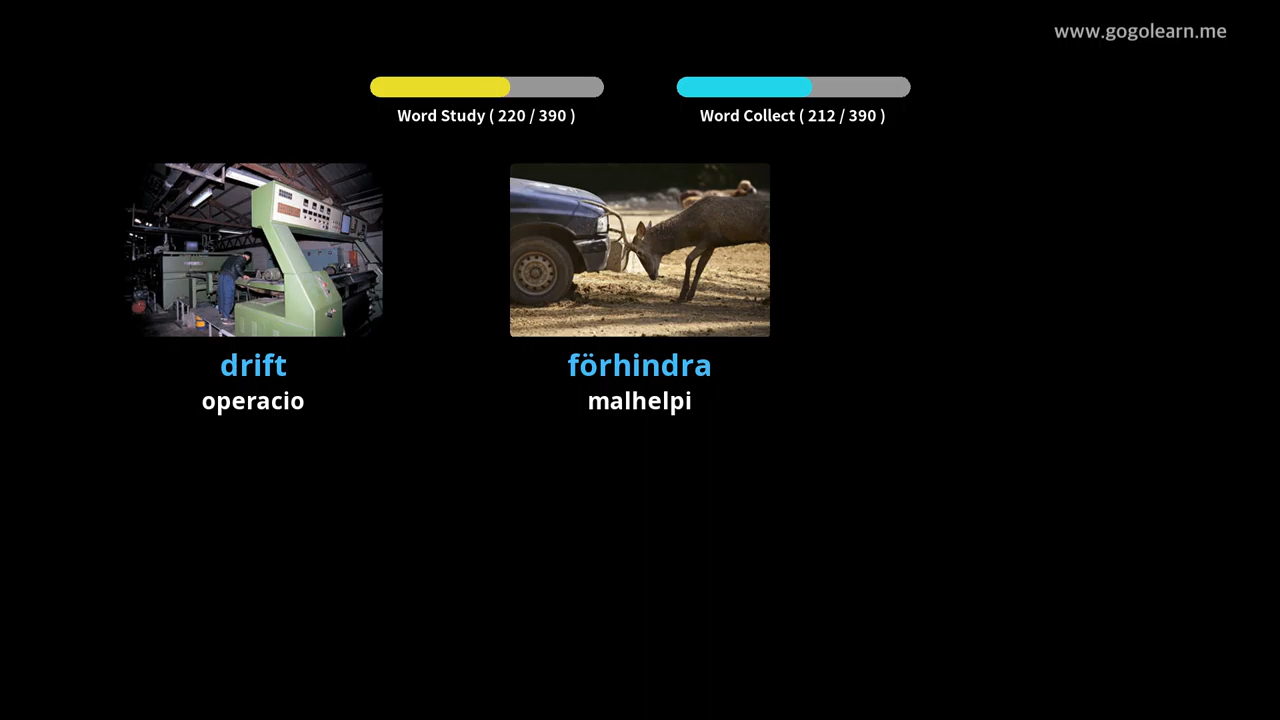 www.gogolearn.me
Word Study ( 220 / 390 )
Word Collect ( 212 / 390 )
drift
operacio
förhindra
malhelpi